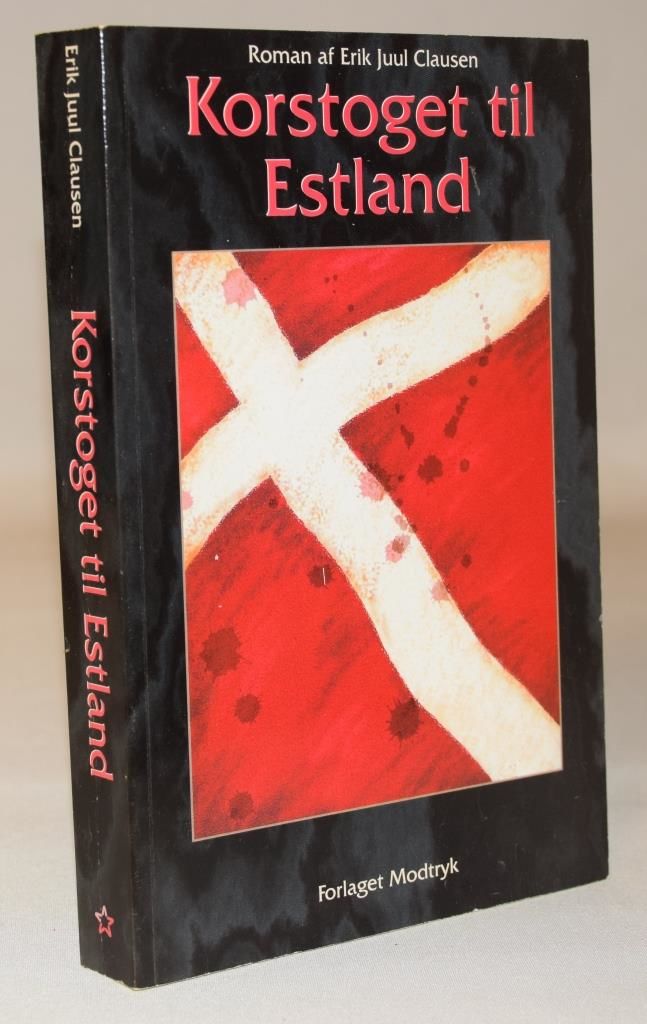 Erik Juul Clausen
Korstoget til Estland
Roman af Erik Juul Clausen
Korstoget til
Estland
Forlaget Modtryk